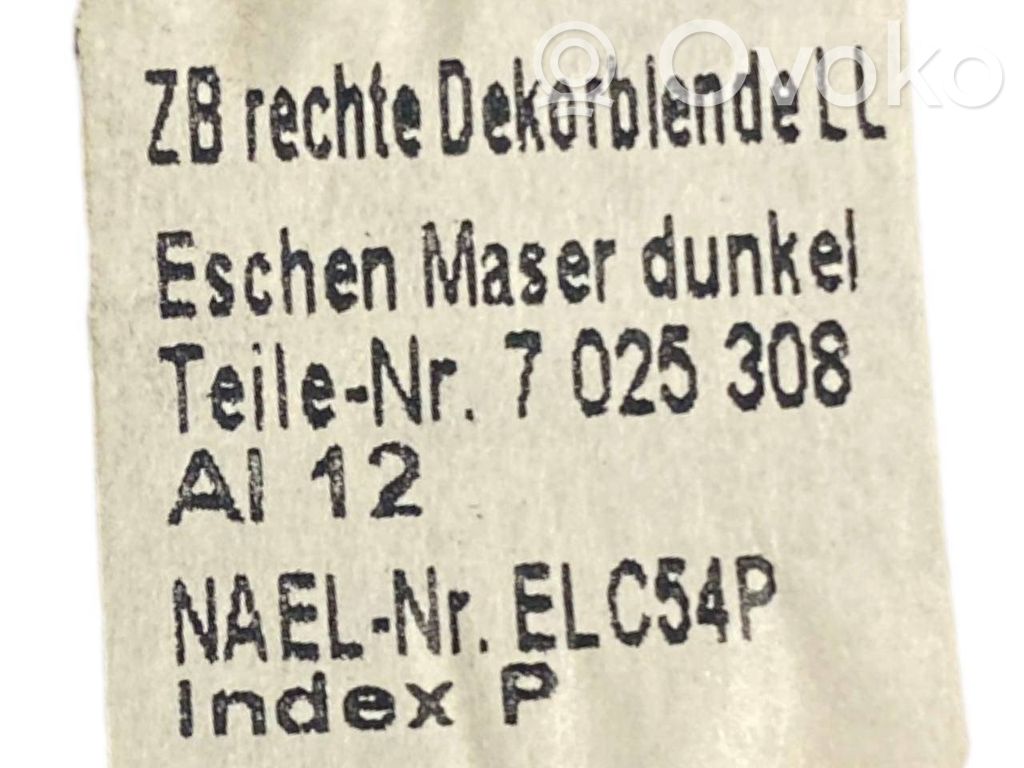 Ovoko
ZB rechte Dekorblende LL
Eschen Maser dunkel
Teile-Nr. 7 025 308
AI 12
NAEL-Nr. ELC54P
Index P